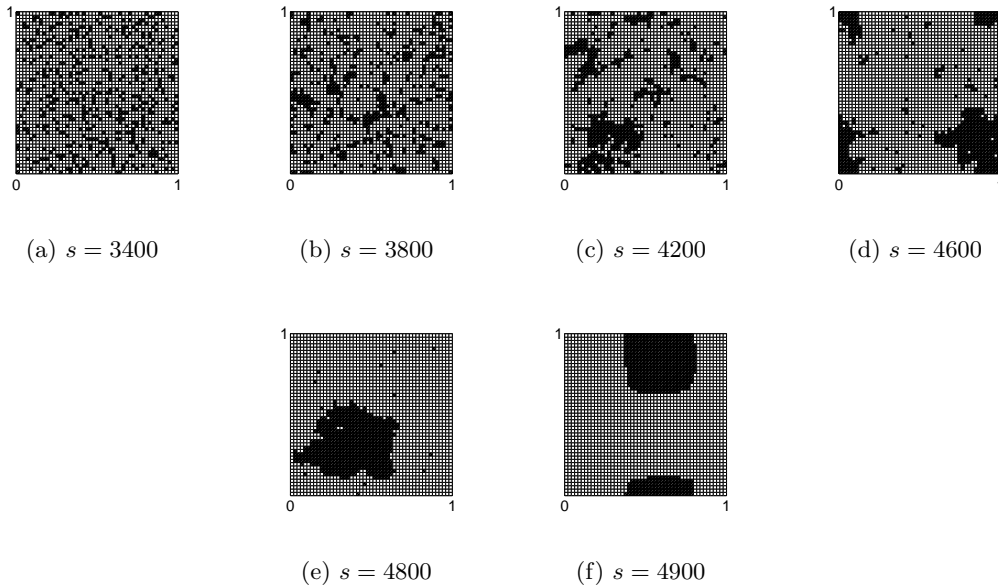 1 1 1 1
0 1 0 1 0 1 0 1
(a) s = 3400 (b) s = 3800 (c) s = 4200 (d) s = 4600
1 1
0 1 0 1
(e) s = 4800 (f) s = 4900